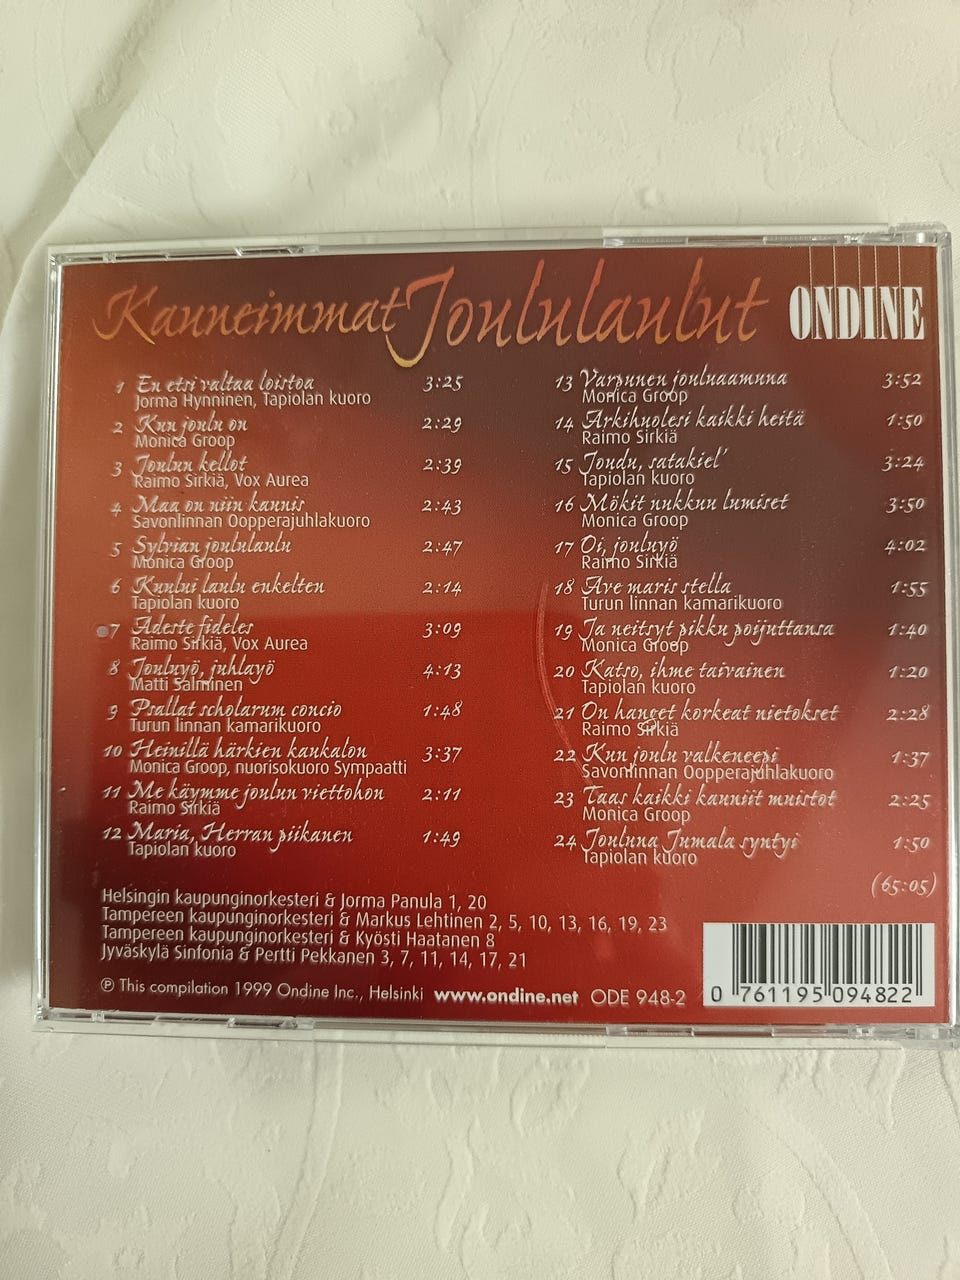 Kauneimmat Joululaulut
ONDINE
1 En etsi valtaa loistoa 3:25
Jorma Hynninen, Tapiolan kuoro
2 Kun joulu on 2:29
Monica Groop
3 Joulun kellot 2:39
Raimo Sirkiä, Vox Aurea
4 Maa on niin kaunis 2:43
Savonlinnan Oopperajuhlakuoro
5 Sylvian joululaulu 2:47
Monica Groop
6 Kuului laulu enkelten 2:14
Tapiolan kuoro
7 Adeste fideles 3:09
Raimo Sirkiä, Vox Aurea
8 Jouluyö, juhlayö 4:13
Matti Salminen
9 Psallat scholarum concio 1:48
Turun linnan kamarikuoro
10 Heinillä härkien kaukalon 3:37
Monica Groop, nuorisokuoro Sympaatti
11 Me käymme joulun viettohon 2:11
Raimo Sirkiä
12 Maria, Herran piikanen 1:49
Tapiolan kuoro
13 Varpunen jouluaamuna 3:52
Monica Groop
14 Arkihuolesi kaikki heitä 1:50
Raimo Sirkiä
15 Joudu, satakiel' 3:24
Tapiolan kuoro
16 Mökit nukkuu lumiset 3:50
Monica Groop
17 Oi, jouluyö 4:02
Raimo Sirkiä
18 Ave maris stella 1:55
Turun linnan kamarikuoro
19 Ja neitsyt pikku poijuttansa 1:40
Monica Groop
20 Katso, ihme taivainen 1:20
Tapiolan kuoro
21 On hanget korkeat nietokset 2:28
Raimo Sirkiä
22 Kun joulu valkeneepi 1:37
Savonlinnan Oopperajuhlakuoro
23 Taas kaikki kauniit muistot 2:25
Monica Groop
24 Jouluna Jumala syntyi 1:50
Tapiolan kuoro
(65:05)
Helsingin kaupunginorkesteri & Jorma Panula 1, 20
Tampereen kaupunginorkesteri & Markus Lehtinen 2, 5, 10, 13, 16, 19, 23
Tampereen kaupunginorkesteri & Kyösti Haatanen 8
Jyväskylä Sinfonia & Pertti Pekkanen 3, 7, 11, 14, 17, 21
℗ This compilation 1999 Ondine Inc., Helsinki www.ondine.net ODE 948-2
0 761195 094822